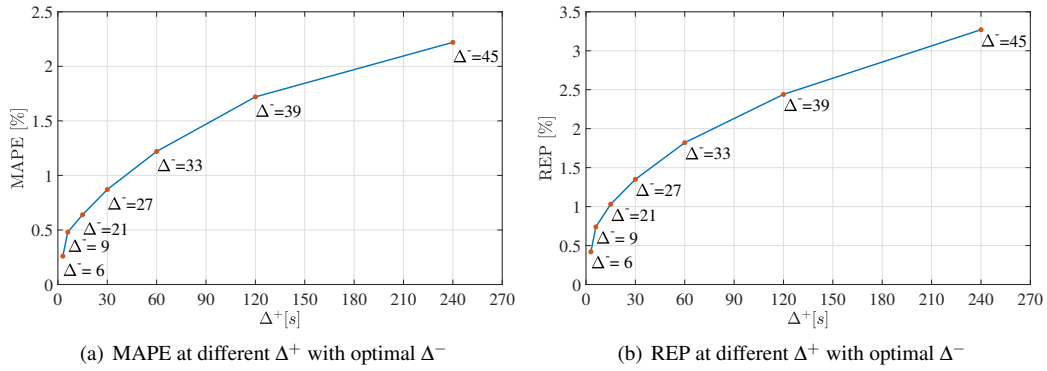 MAPE [%]
2.5
2
1.5
1
0.5
0
Δ⁻=45
Δ⁻=39
Δ⁻=33
Δ⁻=27
Δ⁻=21
Δ⁻= 9
Δ⁻= 6
0 30 60 90 120 150 180 210 240 270
Δ⁺[s]
(a) MAPE at different Δ⁺ with optimal Δ⁻
REP [%]
3.5
3
2.5
2
1.5
1
0.5
0
Δ⁻=45
Δ⁻=39
Δ⁻=33
Δ⁻=27
Δ⁻=21
Δ⁻= 9
Δ⁻= 6
0 30 60 90 120 150 180 210 240 270
Δ⁺[s]
(b) REP at different Δ⁺ with optimal Δ⁻